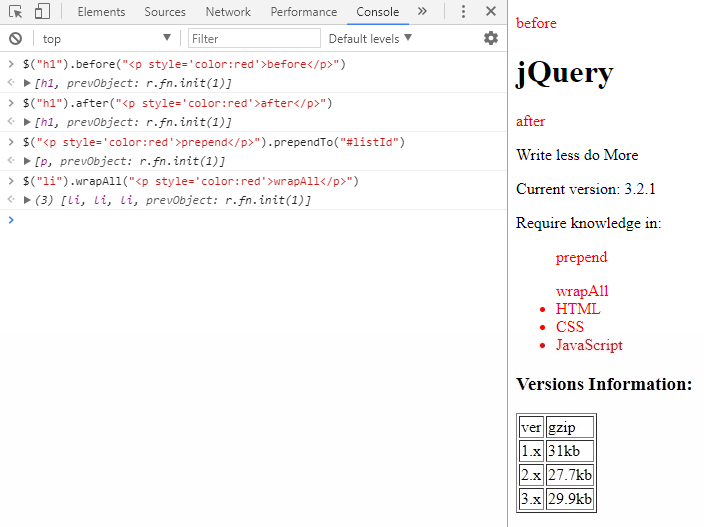 Elements Sources Network Performance Console »
top Filter Default levels
$("h1").before("<p style='color:red'>before</p>")
[h1, prevObject: r.fn.init(1)]
$("h1").after("<p style='color:red'>after</p>")
[h1, prevObject: r.fn.init(1)]
$("<p style='color:red'>prepend</p>").prependTo("#listId")
[p, prevObject: r.fn.init(1)]
$("li").wrapAll("<p style='color:red'>wrapAll</p>")
(3) [li, li, li, prevObject: r.fn.init(1)]
before
jQuery
after
Write less do More
Current version: 3.2.1
Require knowledge in:
prepend
wrapAll
HTML
CSS
JavaScript
Versions Information:
ver gzip
1.x 31kb
2.x 27.7kb
3.x 29.9kb